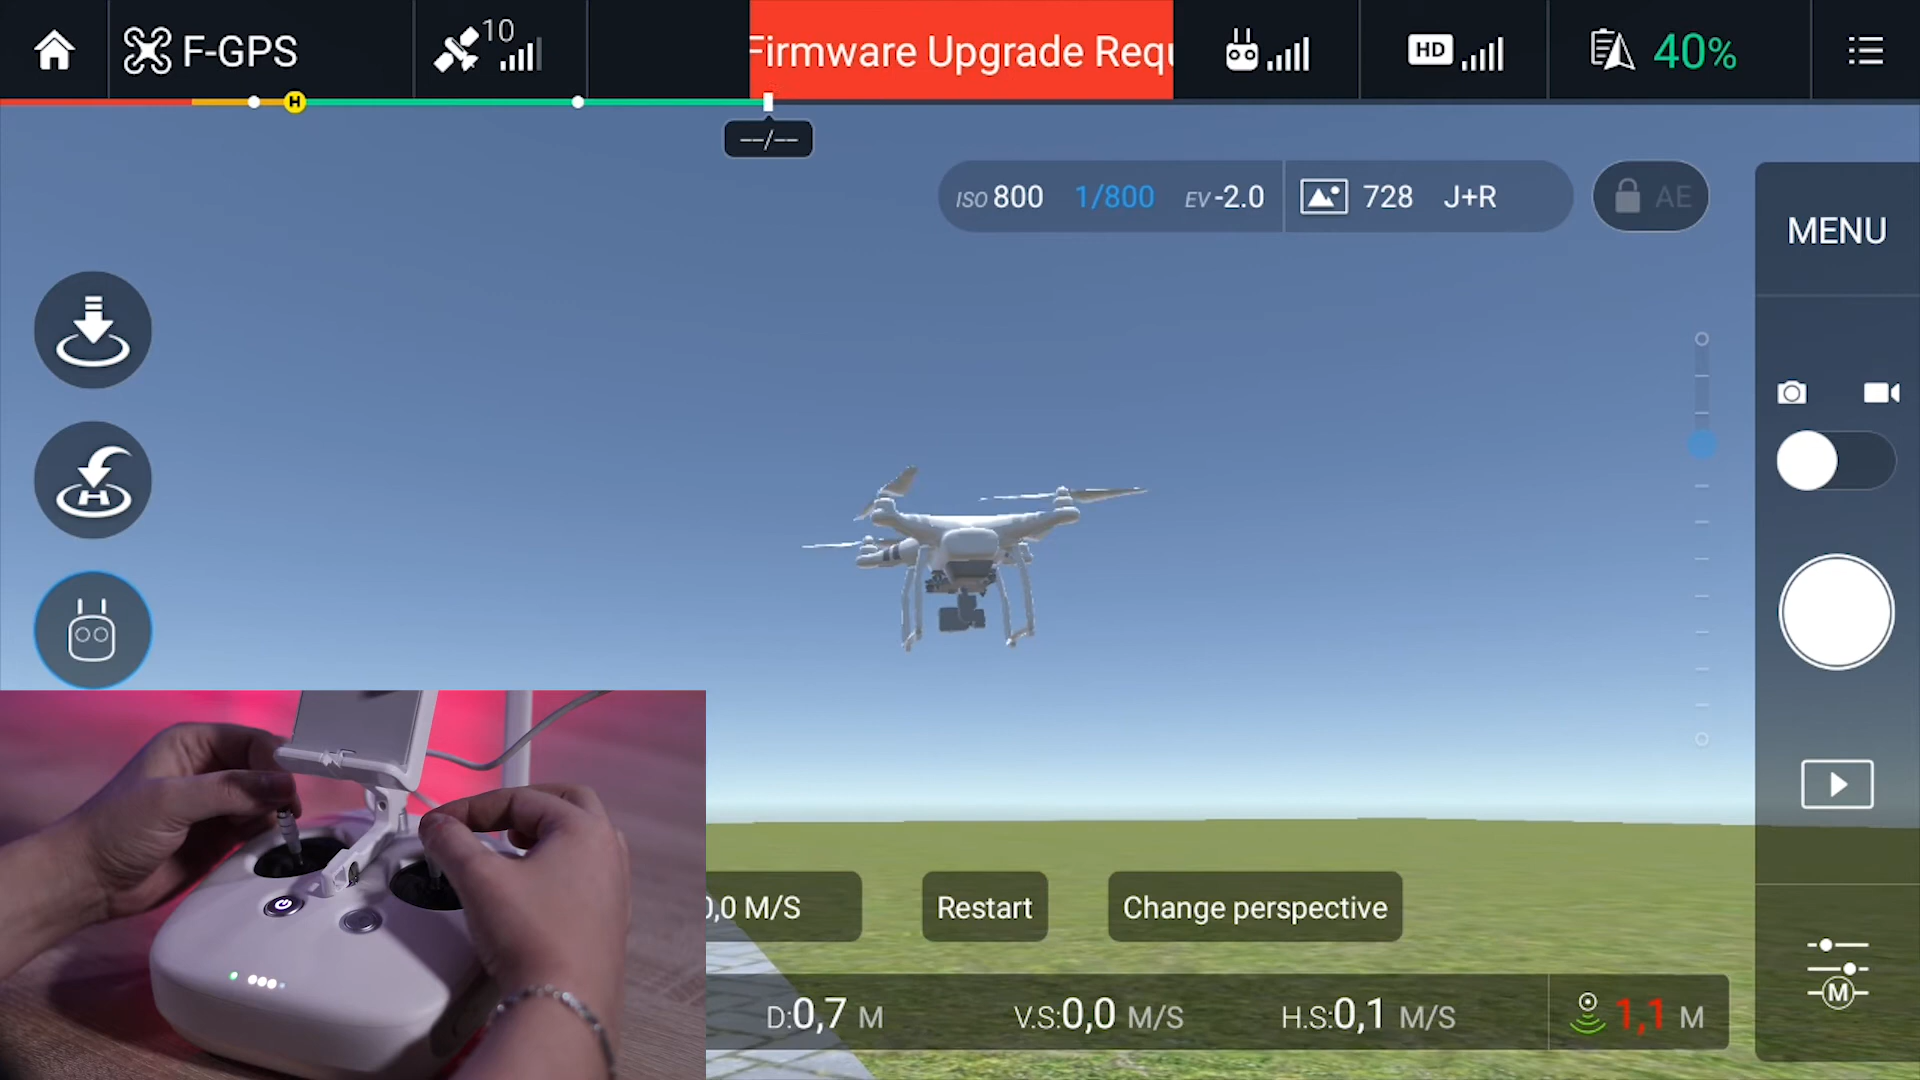 F-GPS
10
Firmware Upgrade Requ
HD
40%
H
––/––
ISO 800 1/800 EV -2.0 728 J+R
AE
MENU
H
0,0 M/S
Restart
Change perspective
M
D:0,7 M
V.S:0,0 M/S
H.S:0,1 M/S
1,1 M